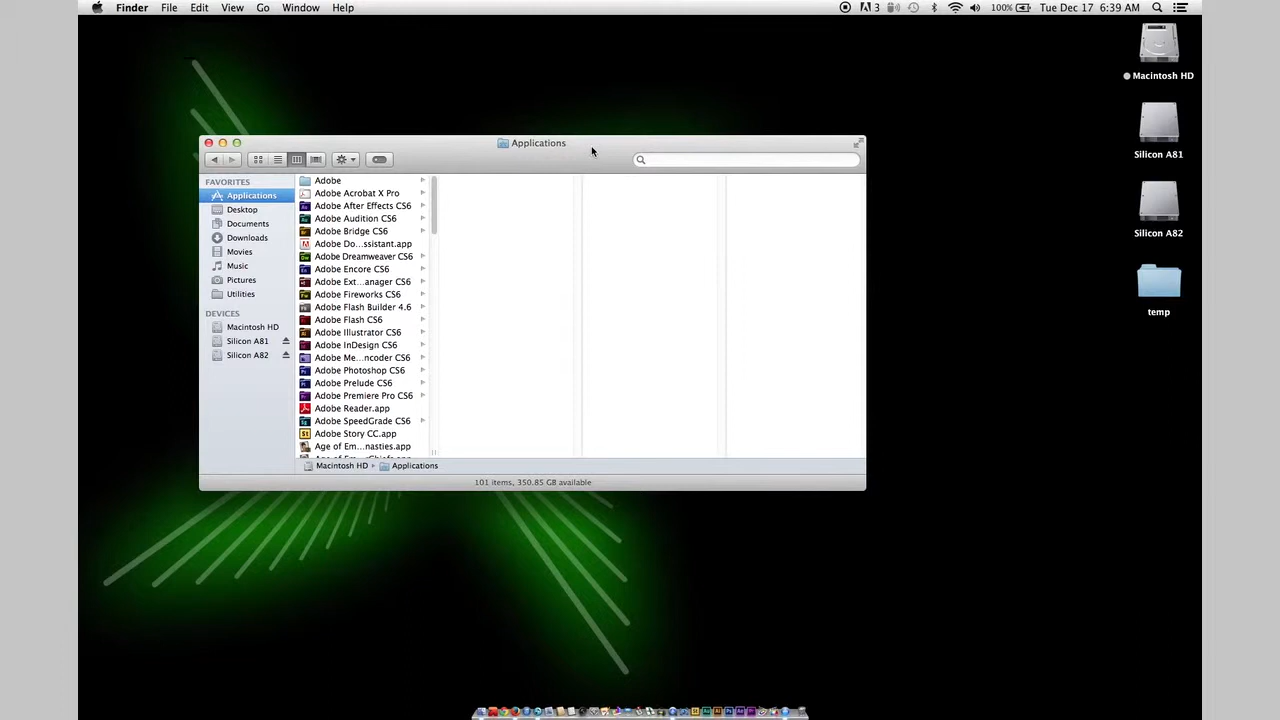 Finder File Edit View Go Window Help
3 100% Tue Dec 17 6:39 AM
Macintosh HD
Silicon A81
Silicon A82
temp
Applications
FAVORITES
Applications
Desktop
Documents
Downloads
Movies
Music
Pictures
Utilities
DEVICES
Macintosh HD
Silicon A81
Silicon A82
Adobe
Adobe Acrobat X Pro
Adobe After Effects CS6
Adobe Audition CS6
Adobe Bridge CS6
Adobe Do...ssistant.app
Adobe Dreamweaver CS6
Adobe Encore CS6
Adobe Ext...anager CS6
Adobe Fireworks CS6
Adobe Flash Builder 4.6
Adobe Flash CS6
Adobe Illustrator CS6
Adobe InDesign CS6
Adobe Me...ncoder CS6
Adobe Photoshop CS6
Adobe Prelude CS6
Adobe Premiere Pro CS6
Adobe Reader.app
Adobe SpeedGrade CS6
Adobe Story CC.app
Age of Em...nasties.app
Macintosh HD Applications
101 items, 350.85 GB available